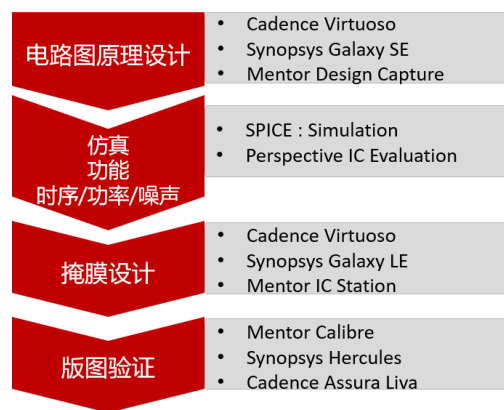 电路图原理设计
• Cadence Virtuoso
• Synopsys Galaxy SE
• Mentor Design Capture
仿真
功能
时序/功率/噪声
• SPICE : Simulation
• Perspective IC Evaluation
掩膜设计
• Cadence Virtuoso
• Synopsys Galaxy LE
• Mentor IC Station
版图验证
• Mentor Calibre
• Synopsys Hercules
• Cadence Assura Liva